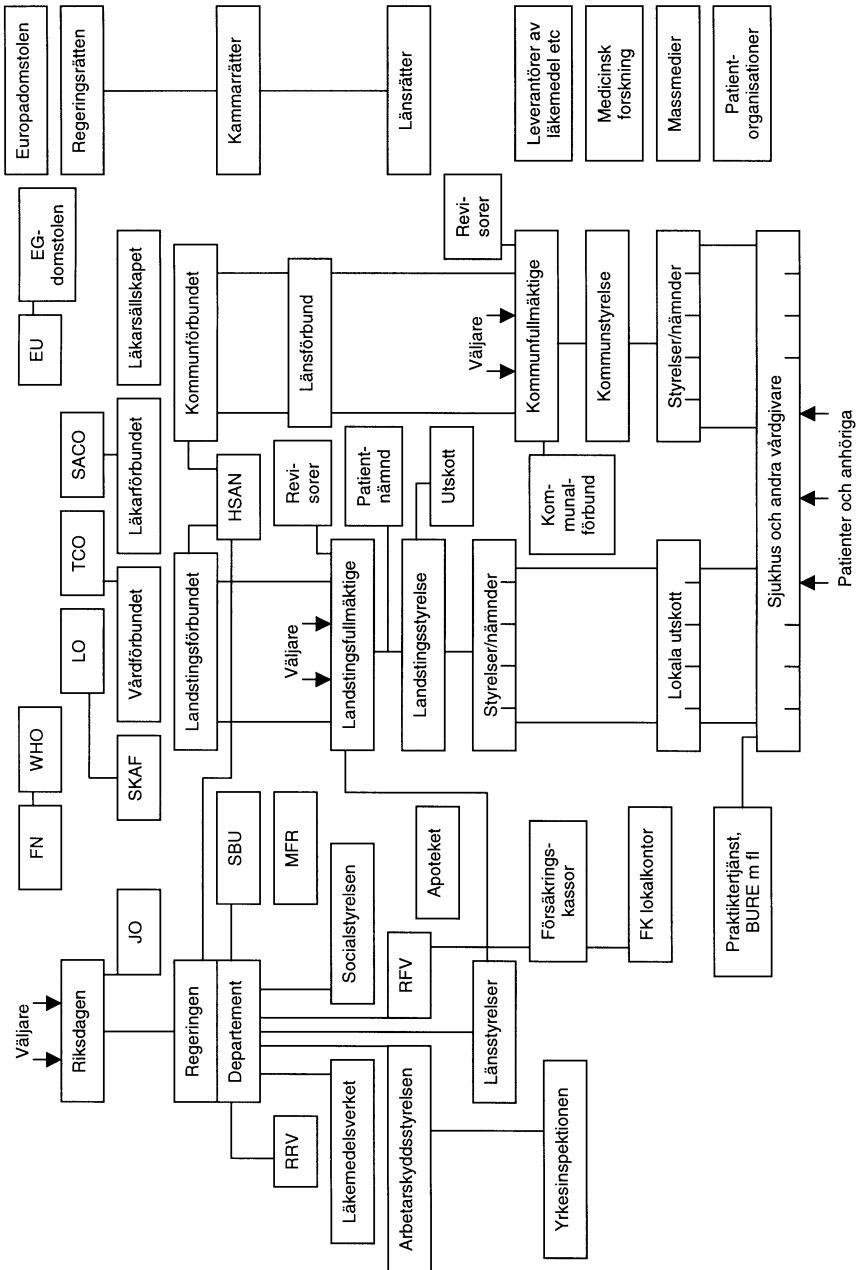 Väljare
Riksdagen
JO
Regeringen
Departement
RRV
SBU
MFR
Läkemedelsverket
Socialstyrelsen
Arbetarskyddsstyrelsen
RFV
Apoteket
Länsstyrelser
Yrkesinspektionen
Försäkrings-
kassor
FK lokalkontor
Praktikertjänst,
BURE m fl
FN
WHO
LO
TCO
SACO
SKAF
Vårdförbundet
Läkarförbundet
Läkarsällskapet
EU
EG-
domstolen
Landstingsförbundet
HSAN
Kommunförbundet
Revi-
sorer
Länsförbund
Väljare
Landstingsfullmäktige
Patient-
nämnd
Landstingsstyrelse
Utskott
Styrelser/nämnder
Lokala utskott
Väljare
Revi-
sorer
Kommunfullmäktige
Kom-
munal-
förbund
Kommunstyrelse
Styrelser/nämnder
Sjukhus och andra vårdgivare
Patienter och anhöriga
Europadomstolen
Regeringsrätten
Kammarrätter
Länsrätter
Leverantörer av
läkemedel etc
Medicinsk
forskning
Massmedier
Patient-
organisationer